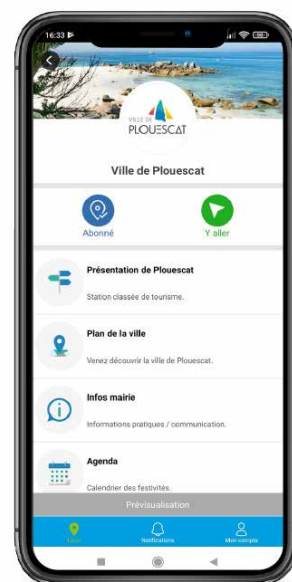 16:33
VILLE DE
PLOUESCAT
Ville de Plouescat
Abonné
Y aller
Présentation de Plouescat
Station classée de tourisme.
Plan de la ville
Venez découvrir la ville de Plouescat.
Infos mairie
Informations pratiques / communication.
Agenda
Calendrier des festivités.
Prévisualisation
Notifications
Mon compte